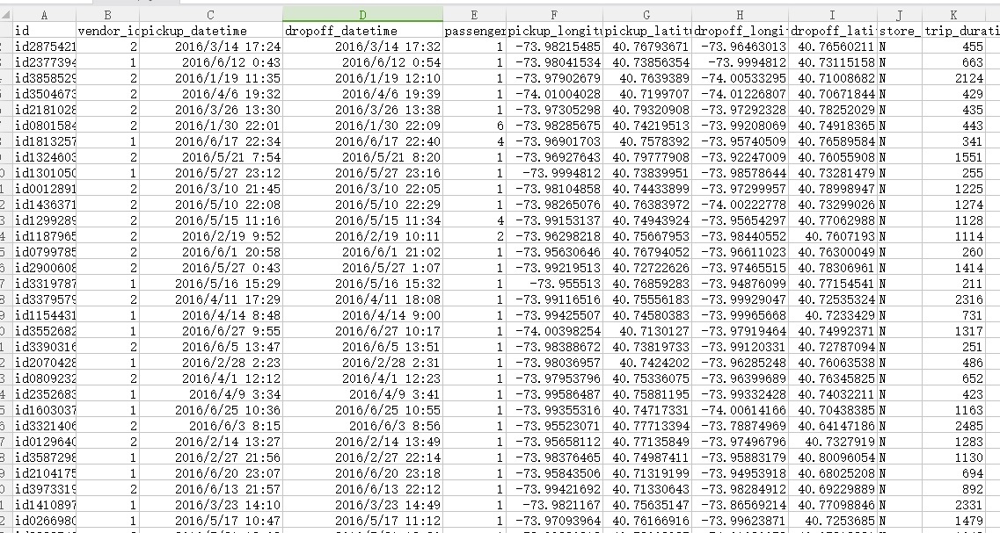 A B C D E F G H I J K
id vendor_id pickup_datetime dropoff_datetime passenger pickup_longitu pickup_latitu dropoff_longi dropoff_lati store_ trip_durati
id2875421 2 2016/3/14 17:24 2016/3/14 17:32 1 -73.98215485 40.76793671 -73.96463013 40.76560211 N 455
id2377394 1 2016/6/12 0:43 2016/6/12 0:54 1 -73.98041534 40.73856354 -73.9994812 40.73115158 N 663
id3858529 2 2016/1/19 11:35 2016/1/19 12:10 1 -73.97902679 40.7639389 -74.00533295 40.71008682 N 2124
id3504673 2 2016/4/6 19:32 2016/4/6 19:39 1 -74.01004028 40.7199707 -74.01226807 40.70671844 N 429
id2181028 2 2016/3/26 13:30 2016/3/26 13:38 1 -73.97305298 40.79320908 -73.97292328 40.78252029 N 435
id0801584 2 2016/1/30 22:01 2016/1/30 22:09 6 -73.98285675 40.74219513 -73.99208069 40.74918365 N 443
id1813257 1 2016/6/17 22:34 2016/6/17 22:40 4 -73.96901703 40.7578392 -73.95740509 40.76589584 N 341
id1324603 2 2016/5/21 7:54 2016/5/21 8:20 1 -73.96927643 40.79777908 -73.92247009 40.76055908 N 1551
id1301050 1 2016/5/27 23:12 2016/5/27 23:16 1 -73.9994812 40.73839951 -73.98578644 40.73281479 N 255
id0012891 2 2016/3/10 21:45 2016/3/10 22:05 1 -73.98104858 40.74433899 -73.97299957 40.78998947 N 1225
id1436371 2 2016/5/10 22:08 2016/5/10 22:29 1 -73.98265076 40.76383972 -74.00222778 40.73299026 N 1274
id1299289 2 2016/5/15 11:16 2016/5/15 11:34 4 -73.99153137 40.74943924 -73.95654297 40.77062988 N 1128
id1187965 2 2016/2/19 9:52 2016/2/19 10:11 2 -73.96298218 40.75667953 -73.98440552 40.7607193 N 1114
id0799785 2 2016/6/1 20:58 2016/6/1 21:02 1 -73.95630646 40.76794052 -73.96611023 40.76300049 N 260
id2900608 2 2016/5/27 0:43 2016/5/27 1:07 1 -73.99219513 40.72722626 -73.97465515 40.78306961 N 1414
id3319787 1 2016/5/16 15:29 2016/5/16 15:32 1 -73.955513 40.76859283 -73.94876099 40.77154541 N 211
id3379579 2 2016/4/11 17:29 2016/4/11 18:08 1 -73.99116516 40.75556183 -73.99929047 40.72535324 N 2316
id1154431 1 2016/4/14 8:48 2016/4/14 9:00 1 -73.99425507 40.74580383 -73.99965668 40.7233429 N 731
id3552682 1 2016/6/27 9:55 2016/6/27 10:17 1 -74.00398254 40.7130127 -73.97919464 40.74992371 N 1317
id3390316 2 2016/6/5 13:47 2016/6/5 13:51 1 -73.98388672 40.73819733 -73.99120331 40.72787094 N 251
id2070428 1 2016/2/28 2:23 2016/2/28 2:31 1 -73.98036957 40.7424202 -73.96285248 40.76063538 N 486
id0809232 2 2016/4/1 12:12 2016/4/1 12:23 1 -73.97953796 40.75336075 -73.96399689 40.76345825 N 652
id2352683 1 2016/4/9 3:34 2016/4/9 3:41 1 -73.99586487 40.75881195 -73.99332428 40.74032211 N 423
id1603037 1 2016/6/25 10:36 2016/6/25 10:55 1 -73.99355316 40.74717331 -74.00614166 40.70438385 N 1163
id3321406 2 2016/6/3 8:15 2016/6/3 8:56 1 -73.95523071 40.77713394 -73.78874969 40.64147186 N 2485
id0129640 2 2016/2/14 13:27 2016/2/14 13:49 1 -73.95658112 40.77135849 -73.97496796 40.7327919 N 1283
id3587298 1 2016/2/27 21:56 2016/2/27 22:14 1 -73.98376465 40.74987411 -73.95883179 40.80096054 N 1130
id2104175 1 2016/6/20 23:07 2016/6/20 23:18 1 -73.95843506 40.71319199 -73.94953918 40.68025208 N 694
id3973319 2 2016/6/13 21:57 2016/6/13 22:12 1 -73.99421692 40.71330643 -73.98284912 40.69229889 N 892
id1410897 1 2016/3/23 14:10 2016/3/23 14:49 1 -73.9821167 40.75635147 -73.86569214 40.77098846 N 2331
id0266980 1 2016/5/17 10:47 2016/5/17 11:12 1 -73.97093964 40.76166916 -73.99623871 40.7253685 N 1479